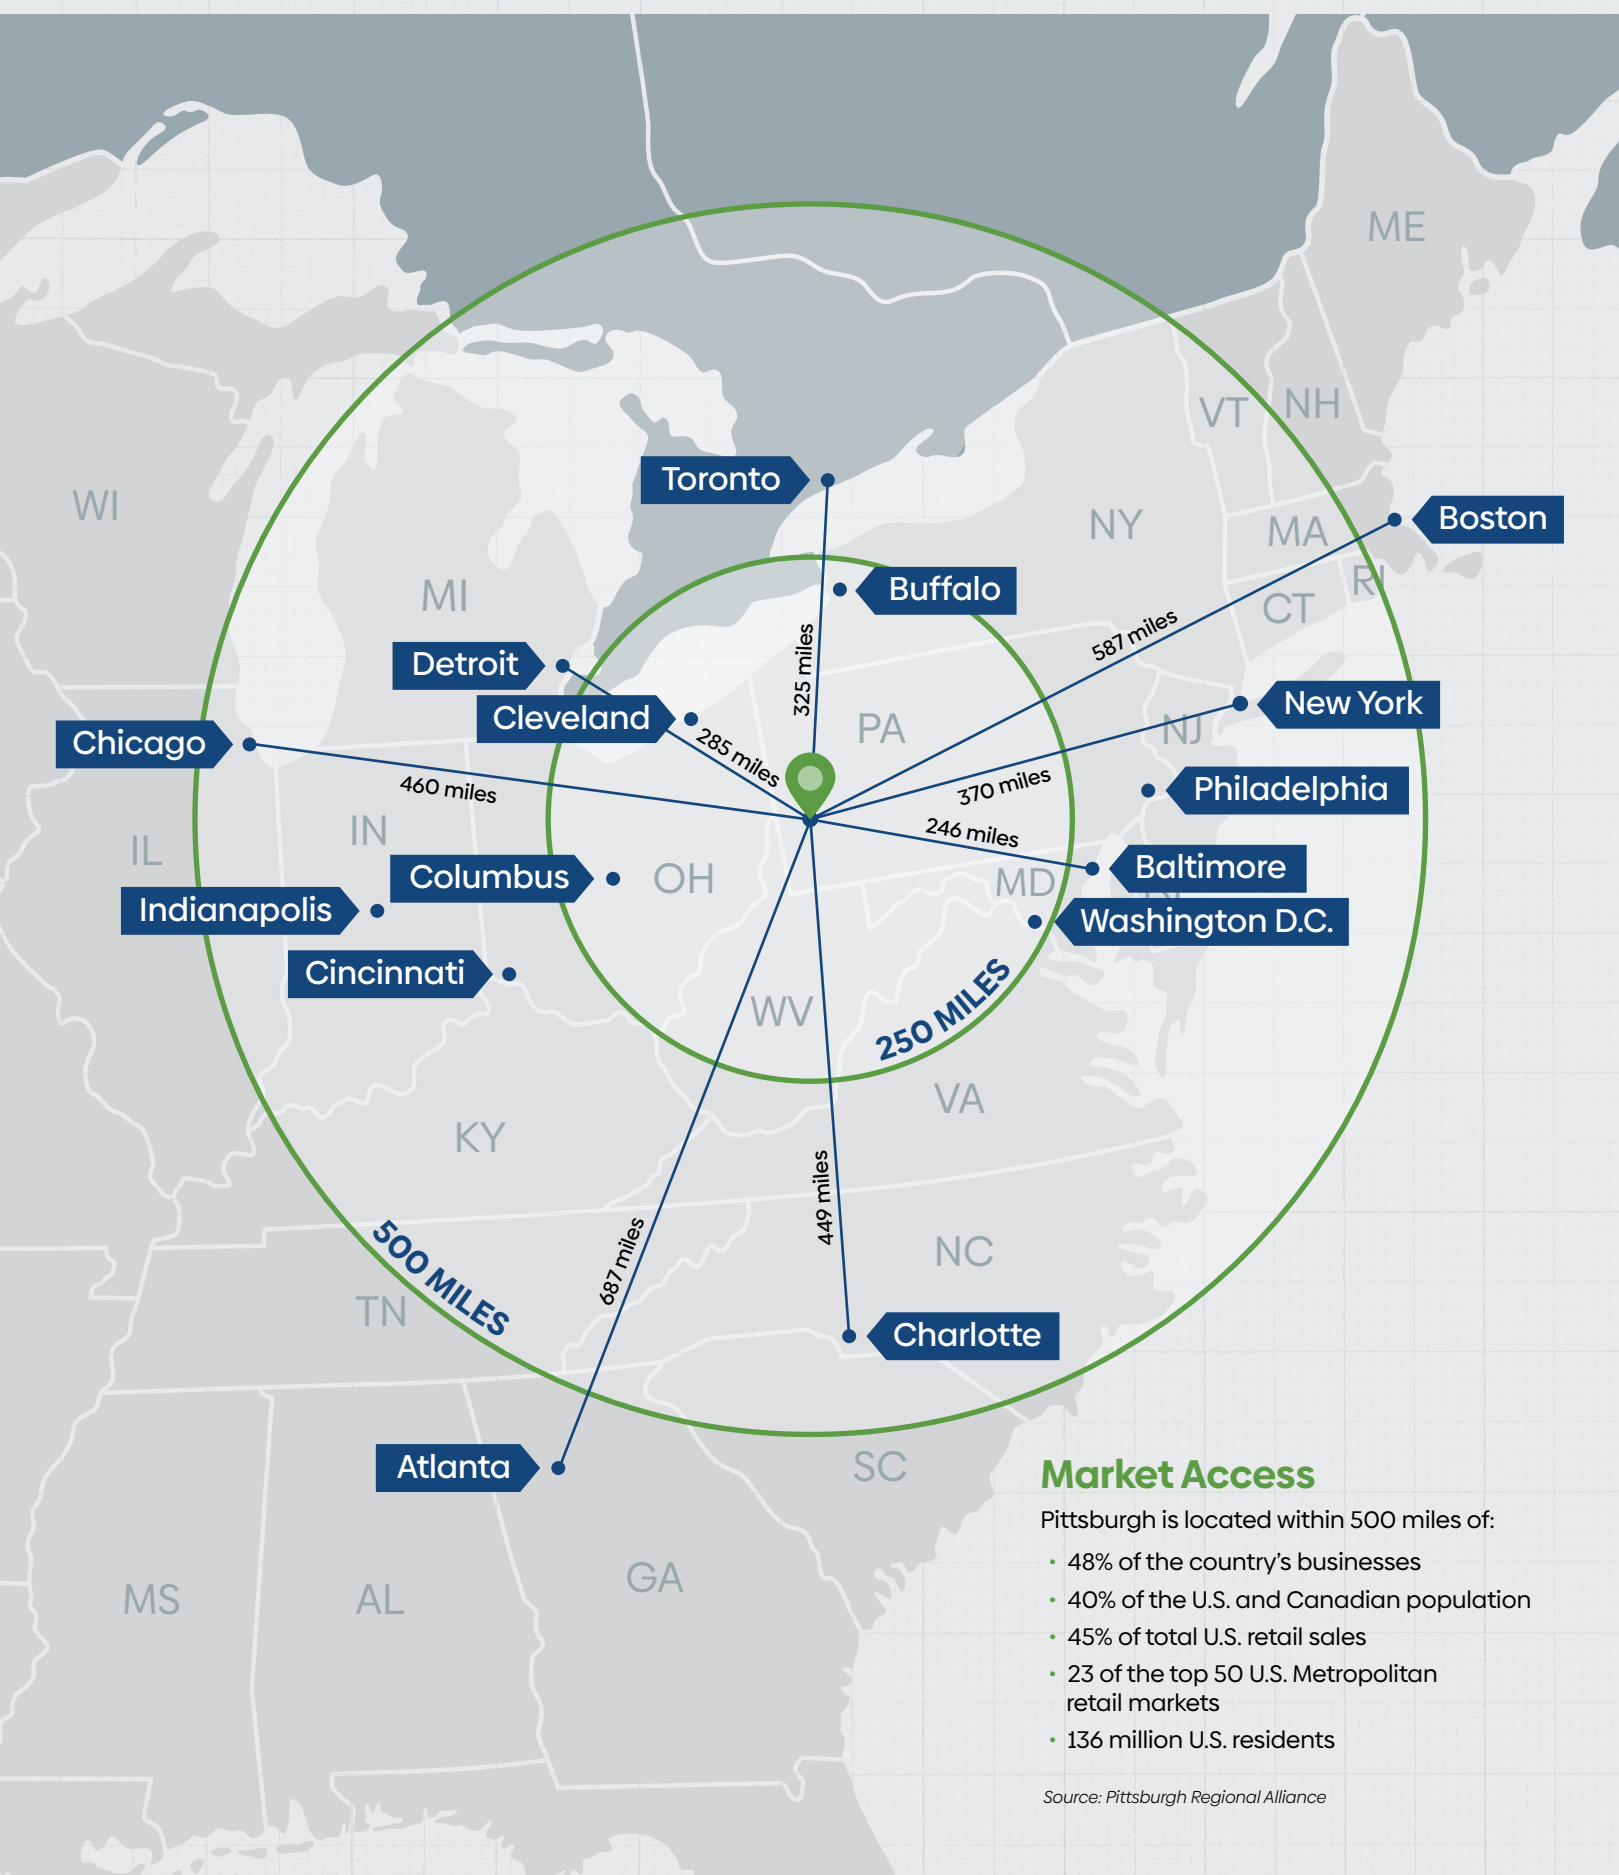 ME
VT
NH
WI
Toronto
Boston
NY
MA
MI
Buffalo
RI
CT
587 miles
325 miles
Detroit
New York
Cleveland
PA
NJ
Chicago
285 miles
460 miles
370 miles
Philadelphia
246 miles
IN
IL
Baltimore
Columbus
OH
MD
Indianapolis
Washington D.C.
Cincinnati
WV
250 MILES
VA
KY
449 miles
NC
687 miles
500 MILES
TN
Charlotte
Atlanta
SC
Market Access
Pittsburgh is located within 500 miles of:
• 48% of the country’s businesses
• 40% of the U.S. and Canadian population
• 45% of total U.S. retail sales
• 23 of the top 50 U.S. Metropolitan
retail markets
• 136 million U.S. residents
GA
MS
AL
Source: Pittsburgh Regional Alliance